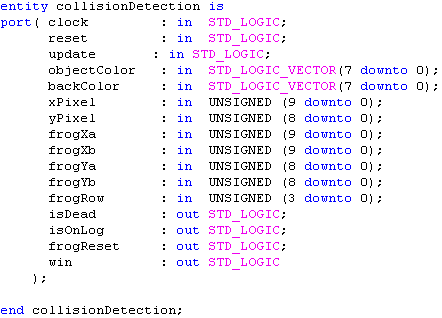 entity collisionDetection is
port( clock         : in  STD_LOGIC;
      reset         : in  STD_LOGIC;
      update       : in STD_LOGIC;
      objectColor   : in  STD_LOGIC_VECTOR(7 downto 0);
      backColor     : in  STD_LOGIC_VECTOR(7 downto 0);
      xPixel        : in  UNSIGNED (9 downto 0);
      yPixel        : in  UNSIGNED (8 downto 0);
      frogXa        : in  UNSIGNED (9 downto 0);
      frogXb        : in  UNSIGNED (9 downto 0);
      frogYa        : in  UNSIGNED (8 downto 0);
      frogYb        : in  UNSIGNED (8 downto 0);
      frogRow       : in  UNSIGNED (3 downto 0);
      isDead        : out STD_LOGIC;
      isOnLog       : out STD_LOGIC;
      frogReset     : out STD_LOGIC;
      win           : out STD_LOGIC
    );
end collisionDetection;